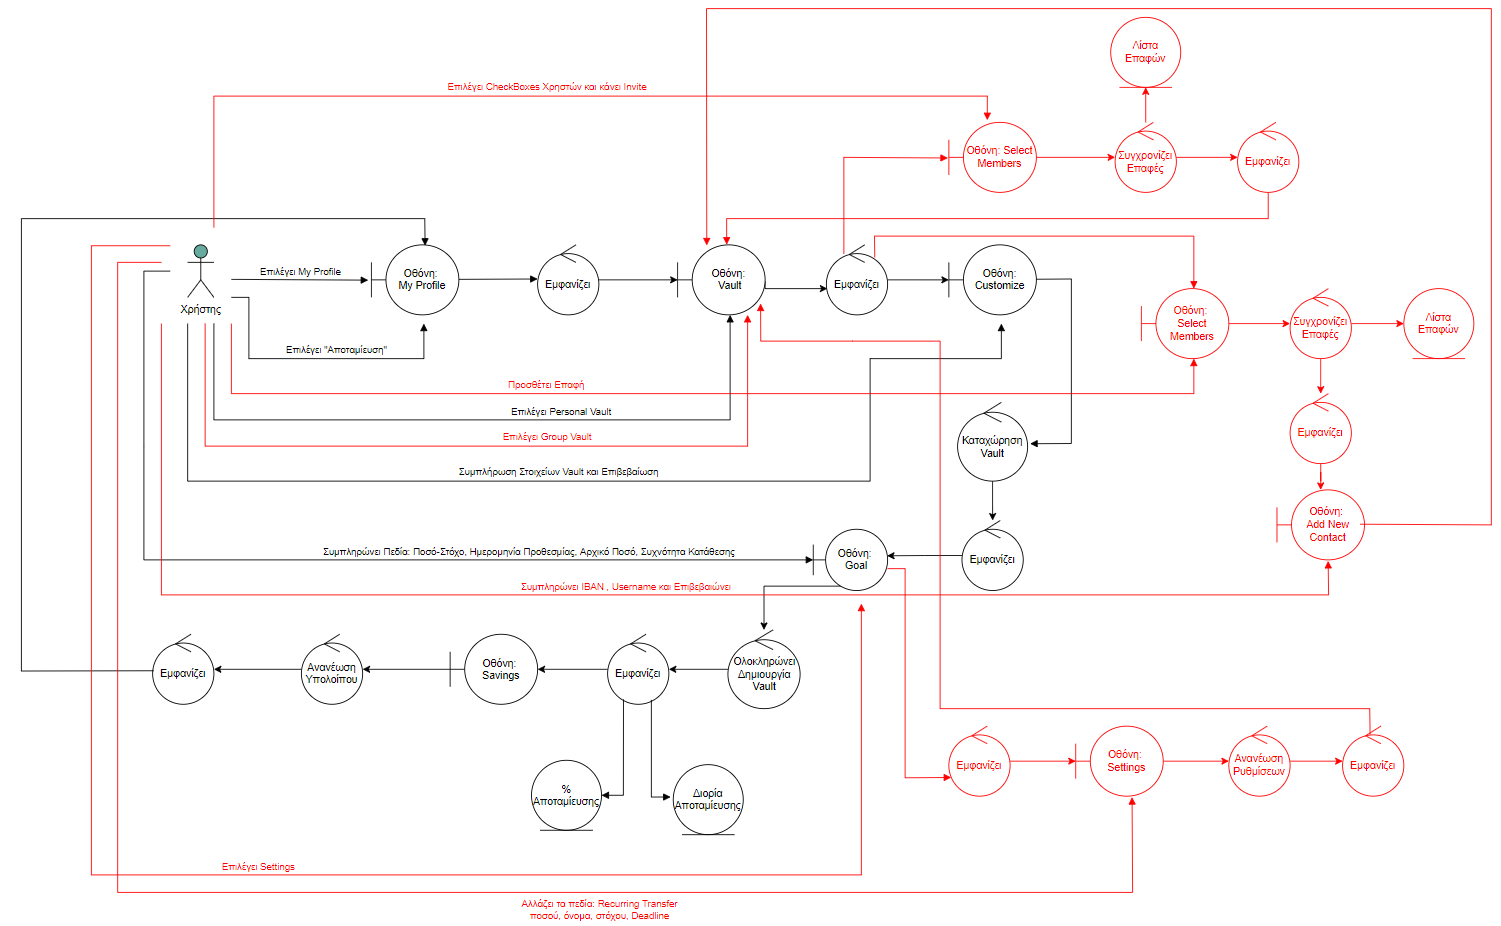 Λίστα
Επαφών
Επιλέγει CheckBoxes Χρηστών και κάνει Invite
Οθόνη: Select
Members
Συγχρονίζει
Επαφές
Εμφανίζει
Χρήστης
Επιλέγει My Profile
Οθόνη:
My Profile
Εμφανίζει
Οθόνη:
Vault
Εμφανίζει
Οθόνη:
Customize
Οθόνη:
Select
Members
Συγχρονίζει
Επαφές
Λίστα
Επαφών
Επιλέγει "Αποταμίευση"
Προσθέτει Επαφή
Επιλέγει Personal Vault
Επιλέγει Group Vault
Συμπλήρωση Στοιχείων Vault και Επιβεβαίωση
Καταχώρηση
Vault
Εμφανίζει
Οθόνη:
Add New
Contact
Συμπληρώνει Πεδία: Ποσό-Στόχο, Ημερομηνία Προθεσμίας, Αρχικό Ποσό, Συχνότητα Κατάθεσης
Οθόνη:
Goal
Εμφανίζει
Συμπληρώνει IBAN , Username και Επιβεβαιώνει
Εμφανίζει
Ανανέωση
Υπολοίπου
Οθόνη:
Savings
Εμφανίζει
Ολοκληρώνει
Δημιουργία
Vault
%
Αποταμίευσης
Διορία
Αποταμίευσης
Εμφανίζει
Οθόνη:
Settings
Ανανέωση
Ρυθμίσεων
Εμφανίζει
Επιλέγει Settings
Αλλάζει τα πεδία: Recurring Transfer
ποσού, όνομα, στόχου, Deadline